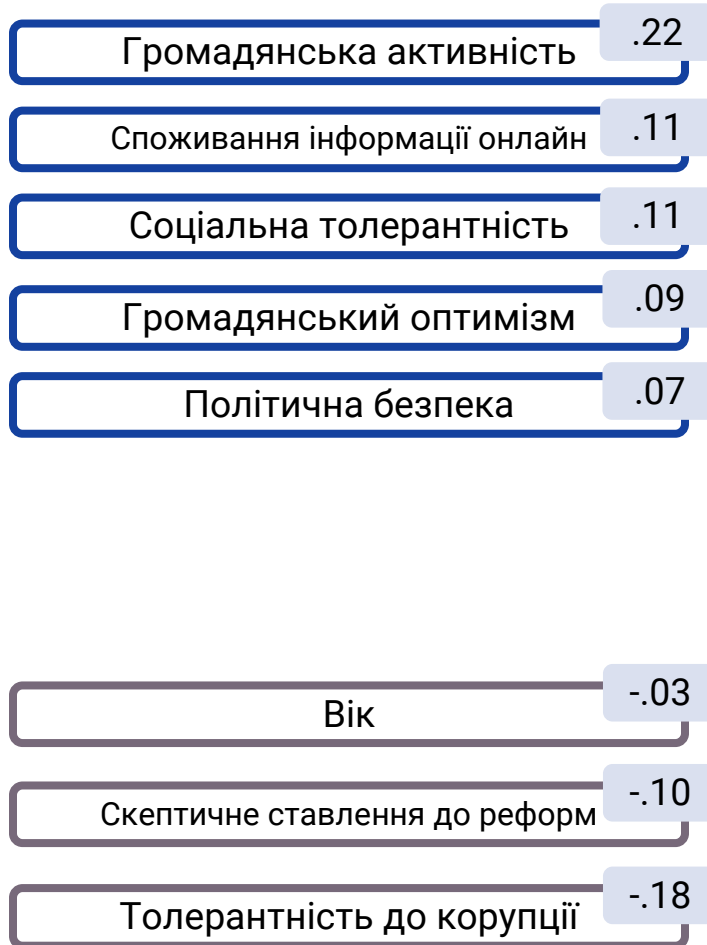 Громадянська активність .22
Споживання інформації онлайн .11
Соціальна толерантність .11
Громадянський оптимізм .09
Політична безпека .07
Вік -.03
Скептичне ставлення до реформ -.10
Толерантність до корупції -.18